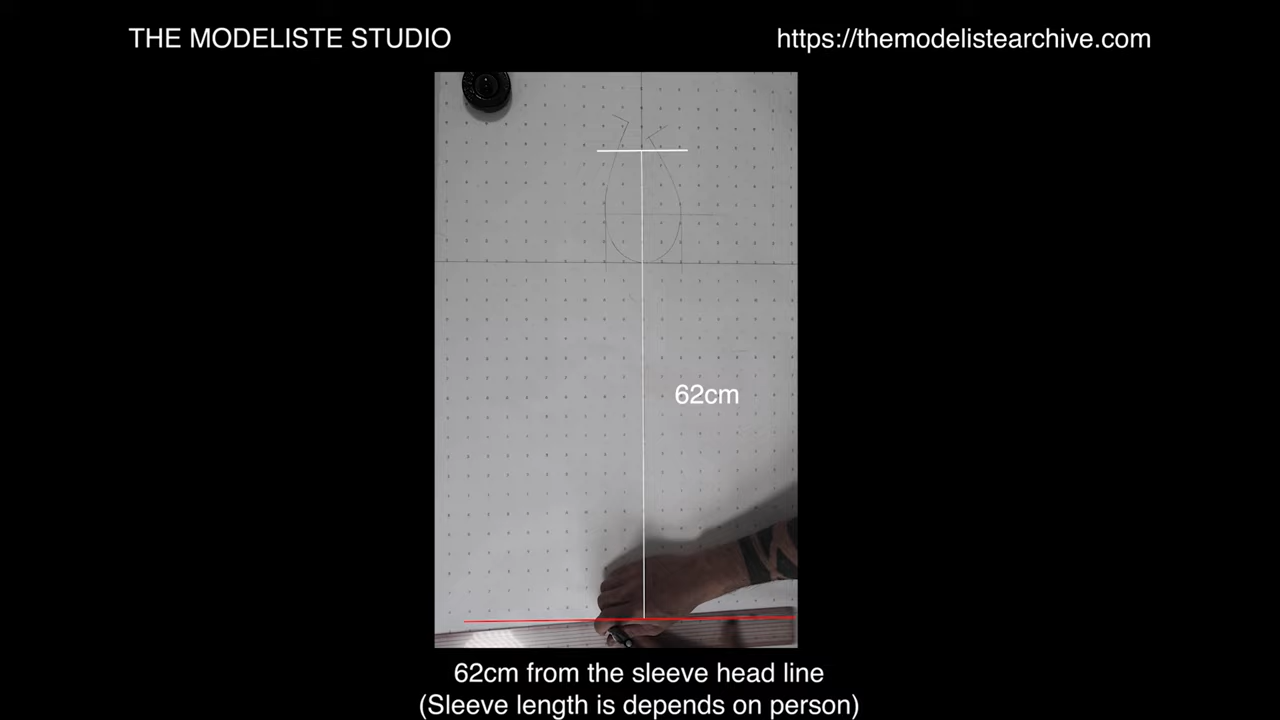 THE MODELISTE STUDIO
https://themodelistearchive.com
62cm
62cm from the sleeve head line
(Sleeve length is depends on person)